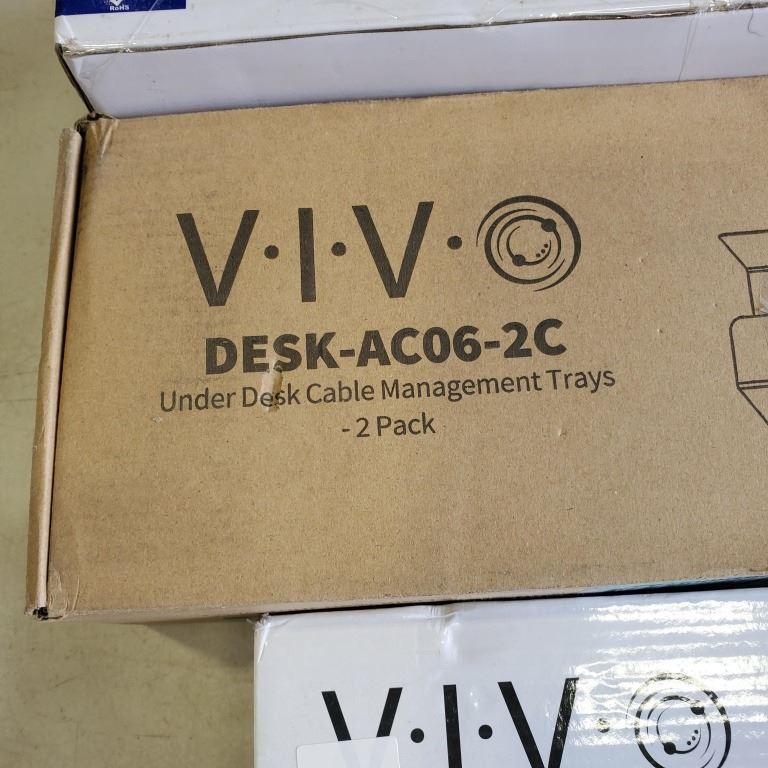 RoHS
V·I·V·O
DESK-AC06-2C
Under Desk Cable Management Trays
- 2 Pack
V·I·V·O